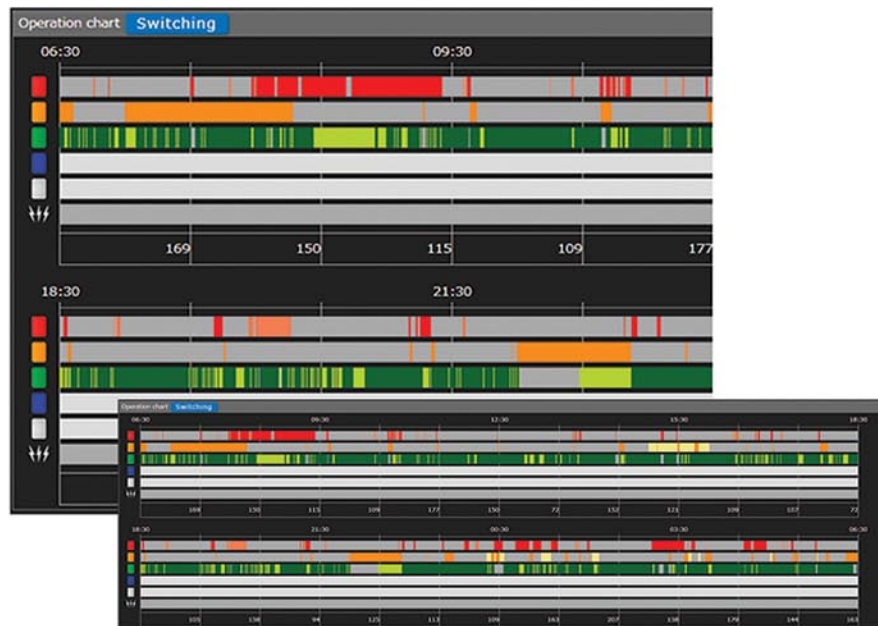 Operation chart Switching
06:30 09:30
169 150 115 109 177
18:30 21:30
Operation chart Switching
06:30 09:30 12:30 15:30 18:30
169 150 115 109 177 150 72 152 121 109 107 72
18:30 21:30 00:30 03:30 06:30
105 138 94 125 113 109 163 207 158 179 144 163